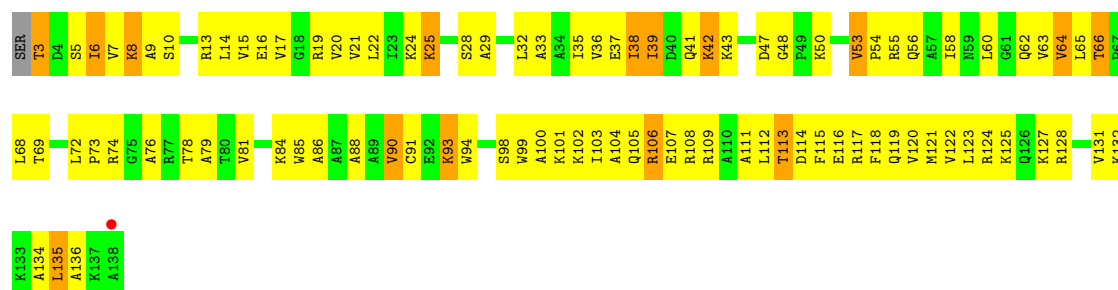 SER T3 D4 S5 I6 V7 K8 A9 S10 R13 L14 V15 E16 V17 G18 R19 V20 V21 L22 I23 K24 K25 S28 A29 L32 A33 A34 I35 V36 E37 I38 I39 D40 Q41 K42 K43 D47 G48 P49 K50 V53 P54 R55 Q56 A57 I58 N59 L60 G61 Q62 V63 V64 L65 T66 P67
L68 T69 L72 P73 R74 G75 A76 R77 T78 A79 T80 V81 K84 W85 A86 A87 A88 A89 V90 C91 E92 K93 W94 S98 W99 A100 K101 K102 I103 A104 Q105 R106 E107 R108 R109 A110 A111 L112 T113 D114 F115 E116 R117 F118 Q119 V120 M121 V122 L123 R124 K125 Q126 K127 R128 V131 K132
K133 A134 L135 A136 K137 A138